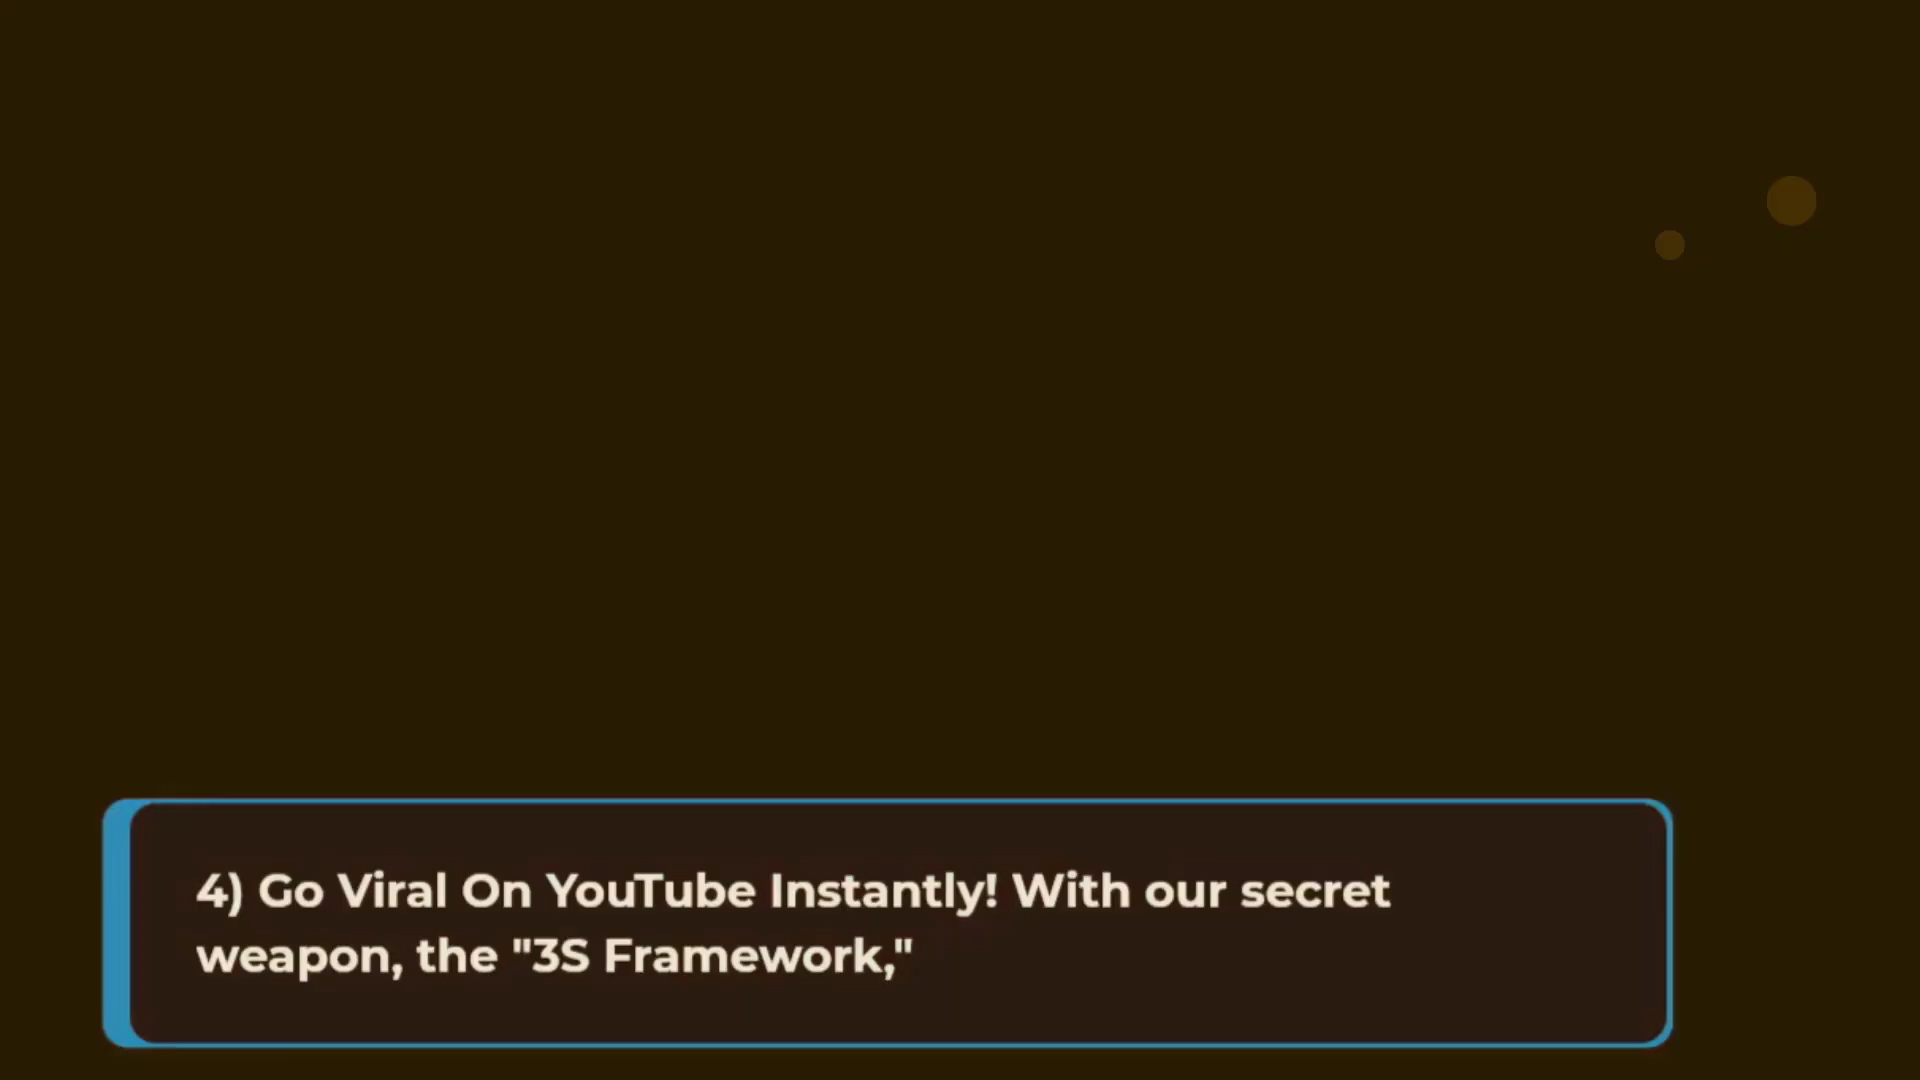 4) Go Viral On YouTube Instantly! With our secret
weapon, the "3S Framework,"